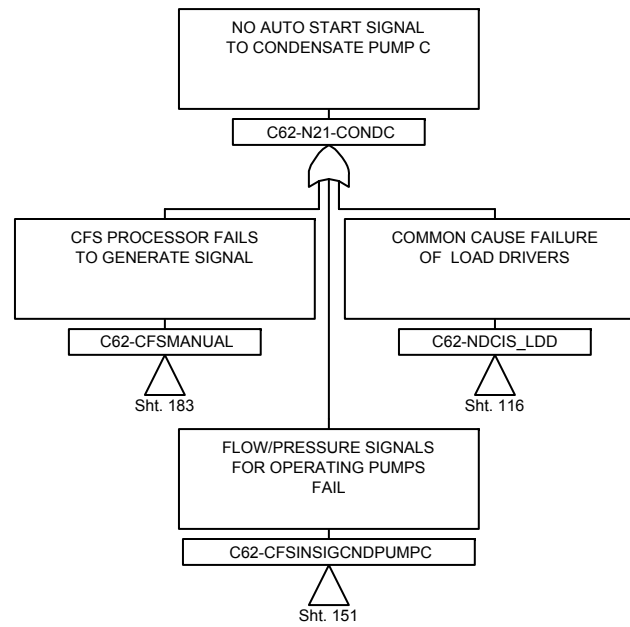 NO AUTO START SIGNAL
TO CONDENSATE PUMP C
C62-N21-CONDC
CFS PROCESSOR FAILS
TO GENERATE SIGNAL
C62-CFSMANUAL
Sht. 183
COMMON CAUSE FAILURE
OF LOAD DRIVERS
C62-NDCIS_LDD
Sht. 116
FLOW/PRESSURE SIGNALS
FOR OPERATING PUMPS
FAIL
C62-CFSINSIGCNDPUMPC
Sht. 151